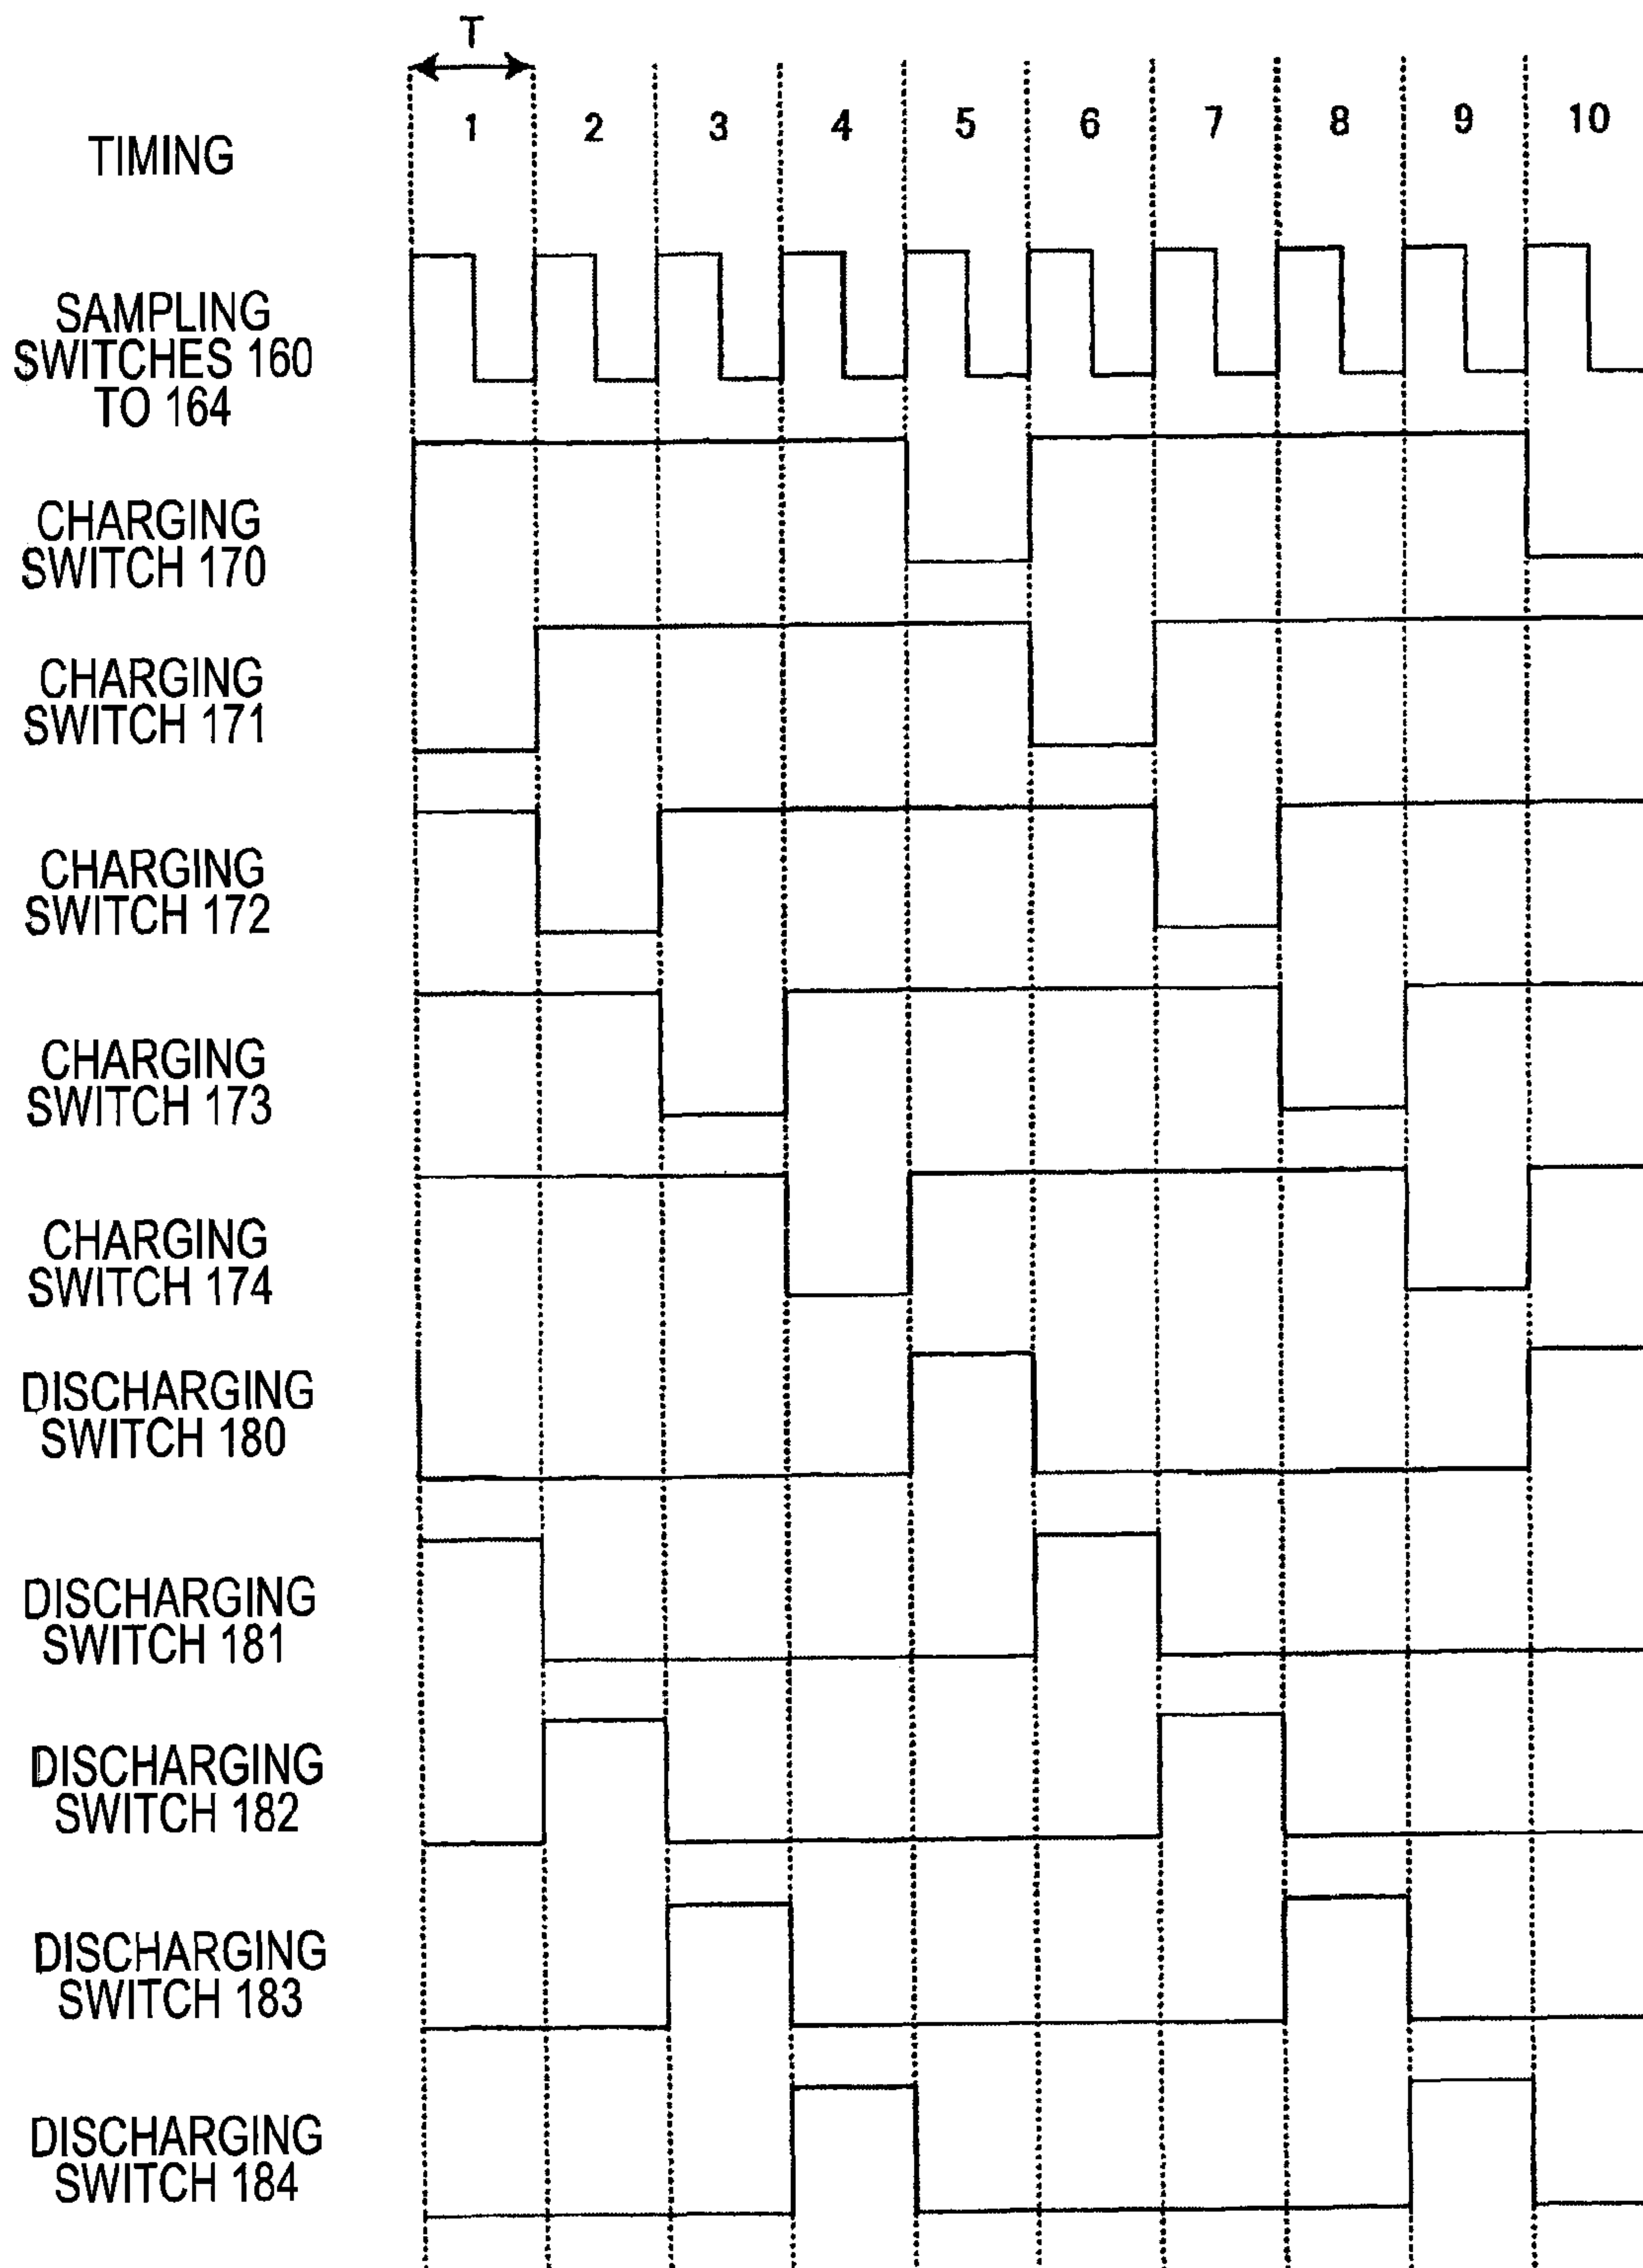 T
TIMING
1 2 3 4 5 6 7 8 9 10
SAMPLING
SWITCHES 160
TO 164
CHARGING
SWITCH 170
CHARGING
SWITCH 171
CHARGING
SWITCH 172
CHARGING
SWITCH 173
CHARGING
SWITCH 174
DISCHARGING
SWITCH 180
DISCHARGING
SWITCH 181
DISCHARGING
SWITCH 182
DISCHARGING
SWITCH 183
DISCHARGING
SWITCH 184